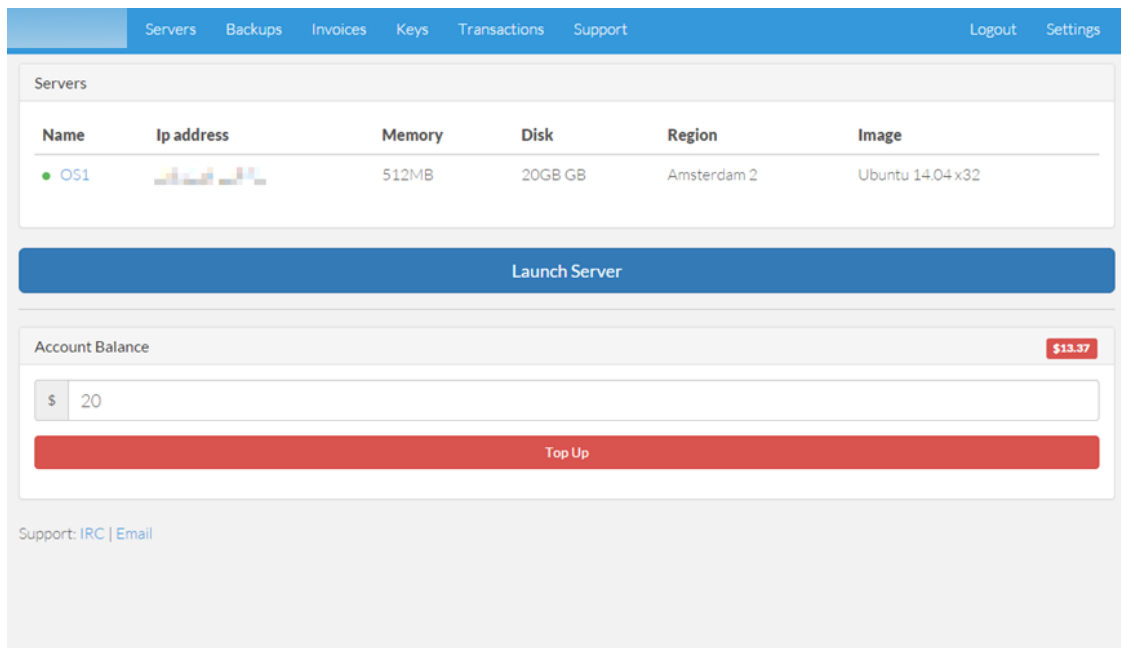 Servers Backups Invoices Keys Transactions Support Logout Settings
Servers
Name Ip address Memory Disk Region Image
OS1 512MB 20GB GB Amsterdam 2 Ubuntu 14.04 x32
Launch Server
Account Balance $13.37
$ 20
Top Up
Support: IRC | Email